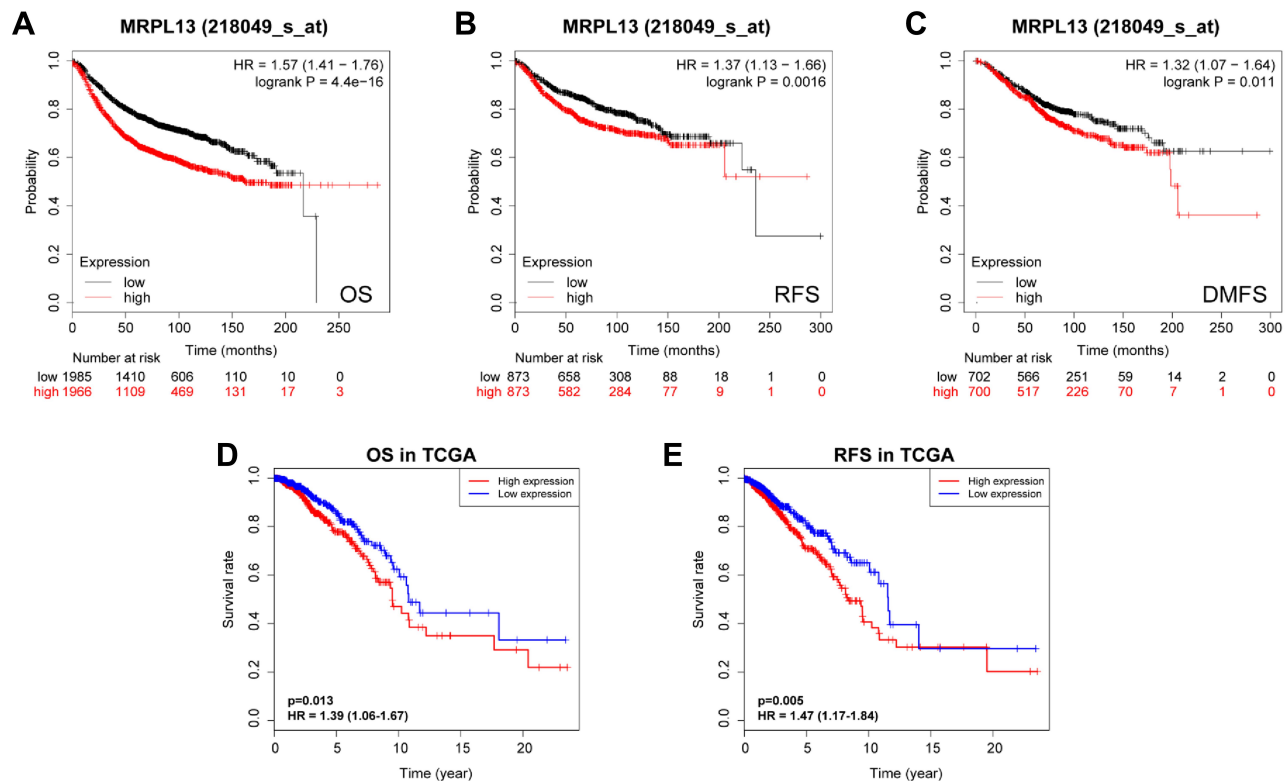 A
MRPL13 (218049_s_at)
HR = 1.57 (1.41 − 1.76)
logrank P = 4.4e−16
Probability
1.0
0.8
0.6
0.4
0.2
0.0
Expression
low
high
OS
0 50 100 150 200 250
Time (months)
Number at risk
low 1985 1410 606 110 10 0
high 1966 1109 469 131 17 3
B
MRPL13 (218049_s_at)
HR = 1.37 (1.13 − 1.66)
logrank P = 0.0016
Probability
1.0
0.8
0.6
0.4
0.2
0.0
Expression
low
high
RFS
0 50 100 150 200 250 300
Time (months)
Number at risk
low 873 658 308 88 18 1 0
high 873 582 284 77 9 1 0
C
MRPL13 (218049_s_at)
HR = 1.32 (1.07 − 1.64)
logrank P = 0.011
Probability
1.0
0.8
0.6
0.4
0.2
0.0
Expression
low
high
DMFS
0 50 100 150 200 250 300
Time (months)
Number at risk
low 702 566 251 59 14 2 0
high 700 517 226 70 7 1 0
D
OS in TCGA
High expression
Low expression
Survival rate
1.0
0.8
0.6
0.4
0.2
0.0
p=0.013
HR = 1.39 (1.06-1.67)
0 5 10 15 20
Time (year)
E
RFS in TCGA
High expression
Low expression
Survival rate
1.0
0.8
0.6
0.4
0.2
0.0
p=0.005
HR = 1.47 (1.17-1.84)
0 5 10 15 20
Time (year)